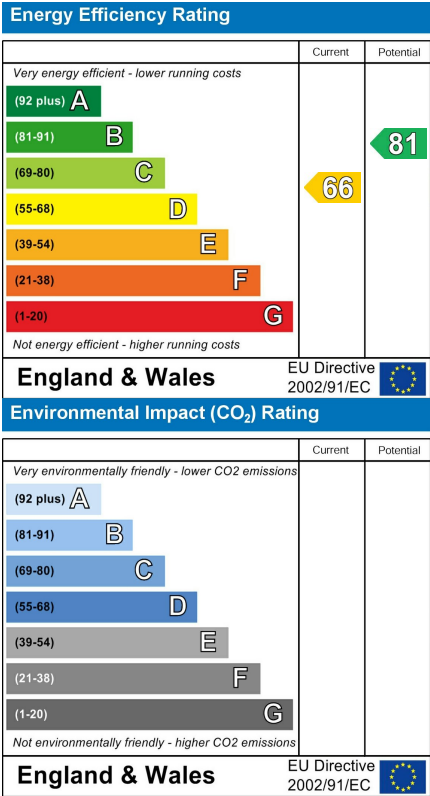 Energy Efficiency Rating
Current Potential
Very energy efficient - lower running costs
(92 plus) A
(81-91) B
81
(69-80) C
66
(55-68) D
(39-54) E
(21-38) F
(1-20) G
Not energy efficient - higher running costs
England & Wales
EU Directive
2002/91/EC
Environmental Impact (CO₂) Rating
Current Potential
Very environmentally friendly - lower CO2 emissions
(92 plus) A
(81-91) B
(69-80) C
(55-68) D
(39-54) E
(21-38) F
(1-20) G
Not environmentally friendly - higher CO2 emissions
England & Wales
EU Directive
2002/91/EC